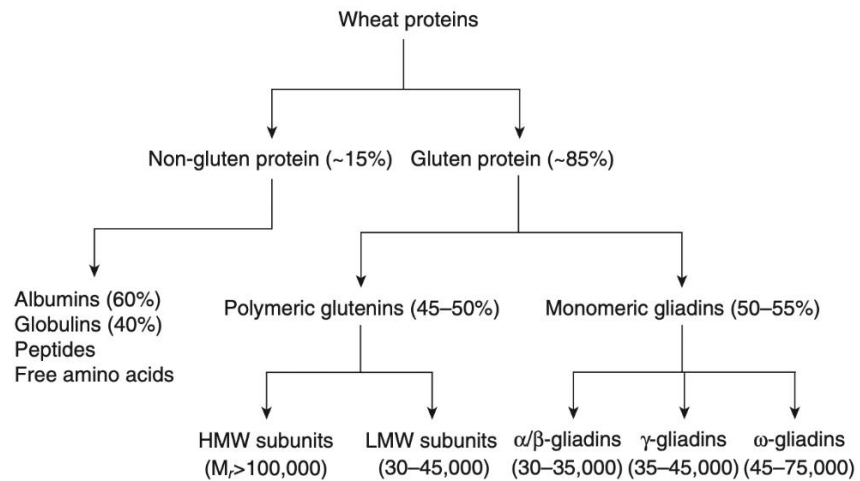 Wheat proteins
Non-gluten protein (~15%)
Gluten protein (~85%)
Albumins (60%)
Globulins (40%)
Peptides
Free amino acids
Polymeric glutenins (45–50%)
Monomeric gliadins (50–55%)
HMW subunits
(Mr>100,000)
LMW subunits
(30–45,000)
α/β-gliadins
(30–35,000)
γ-gliadins
(35–45,000)
ω-gliadins
(45–75,000)